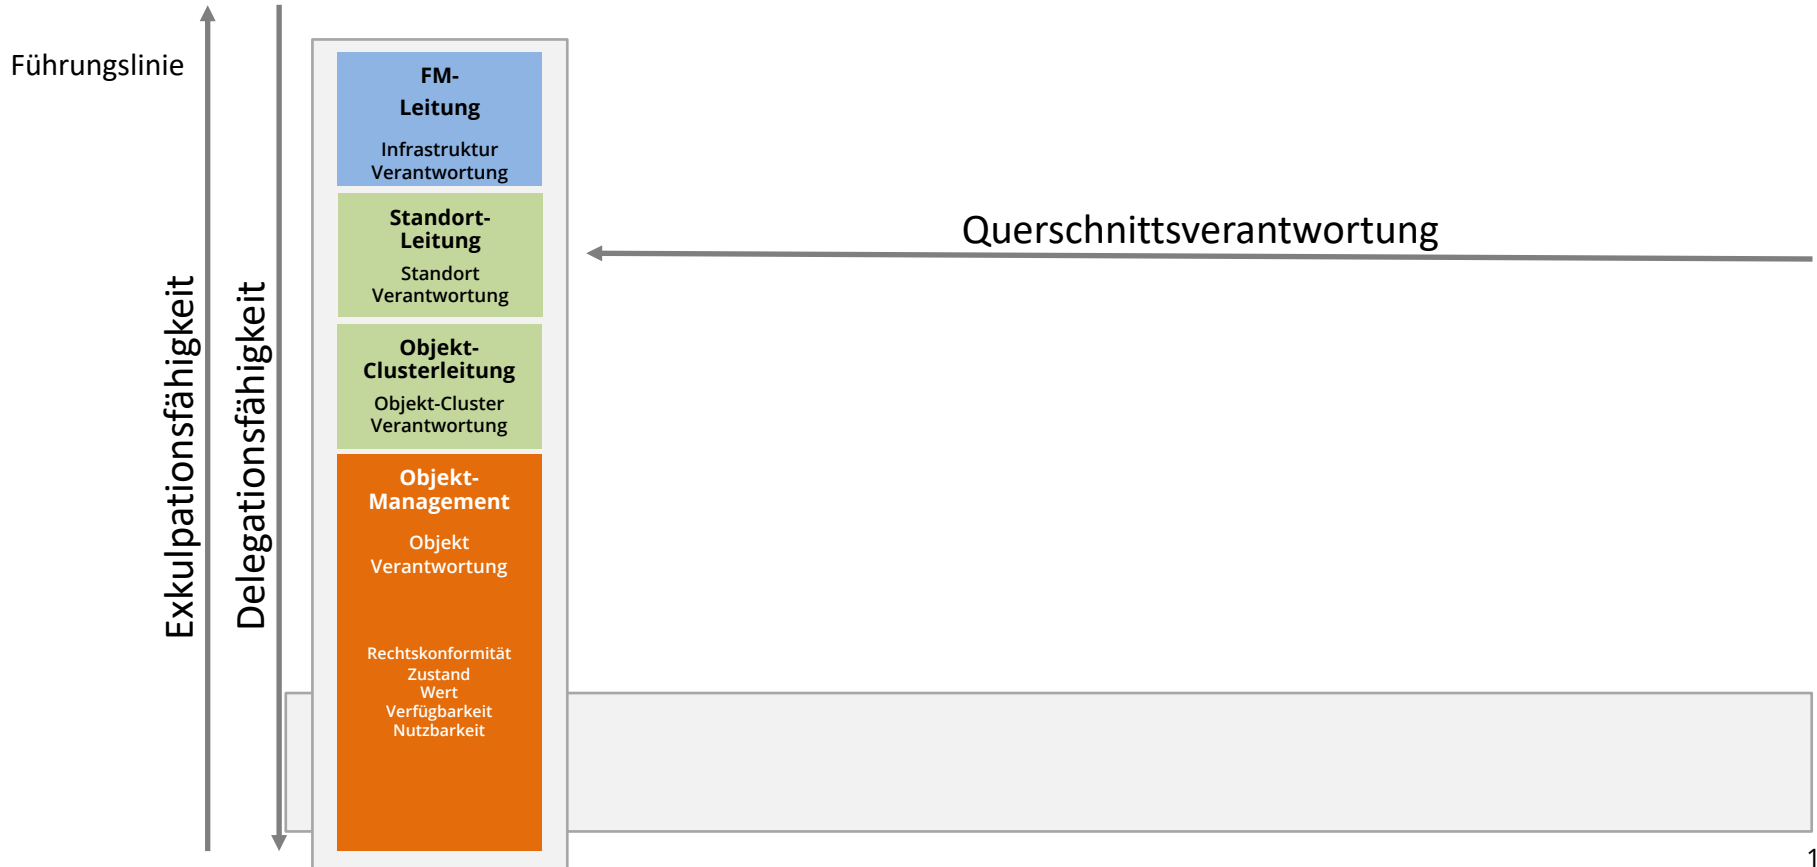 Führungslinie
Exkulpationsfähigkeit
Delegationsfähigkeit
FM-
Leitung
Infrastruktur
Verantwortung
Standort-
Leitung
Standort
Verantwortung
Objekt-
Clusterleitung
Objekt-Cluster
Verantwortung
Objekt-
Management
Objekt
Verantwortung
Rechtskonformität
Zustand
Wert
Verfügbarkeit
Nutzbarkeit
Querschnittsverantwortung
1